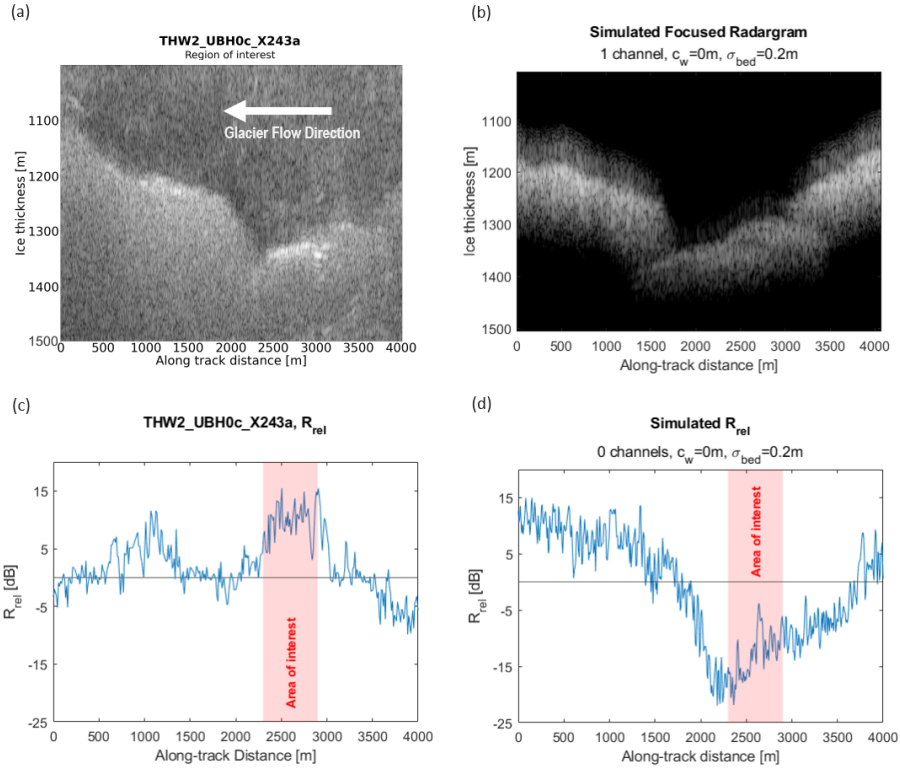 (a)
THW2_UBH0c_X243a
Region of interest
Glacier Flow Direction
Ice thickness [m]
1100
1200
1300
1400
1500
0 500 1000 1500 2000 2500 3000 3500 4000
Along track distance [m]
(b)
Simulated Focused Radargram
1 channel, c_w=0m, σ_bed=0.2m
Ice thickness [m]
1100
1200
1300
1400
1500
0 500 1000 1500 2000 2500 3000 3500 4000
Along-track distance [m]
(c)
THW2_UBH0c_X243a, R_rel
R_rel [dB]
15
5
-5
-15
-25
Area of interest
0 500 1000 1500 2000 2500 3000 3500 4000
Along-track Distance [m]
(d)
Simulated R_rel
0 channels, c_w=0m, σ_bed=0.2m
R_rel [dB]
15
5
-5
-15
-25
Area of interest
0 500 1000 1500 2000 2500 3000 3500 4000
Along-track distance [m]